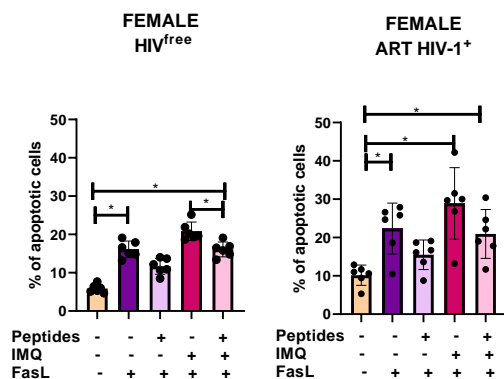 FEMALE
HIVfree
% of apoptotic cells
50
40
30
20
10
0
*
*
*
Peptides - - + - +
IMQ - - - + +
FasL - + + + +
FEMALE
ART HIV-1+
% of apoptotic cells
50
40
30
20
10
0
*
*
*
Peptides - - + - +
IMQ - - - + +
FasL - + + + +